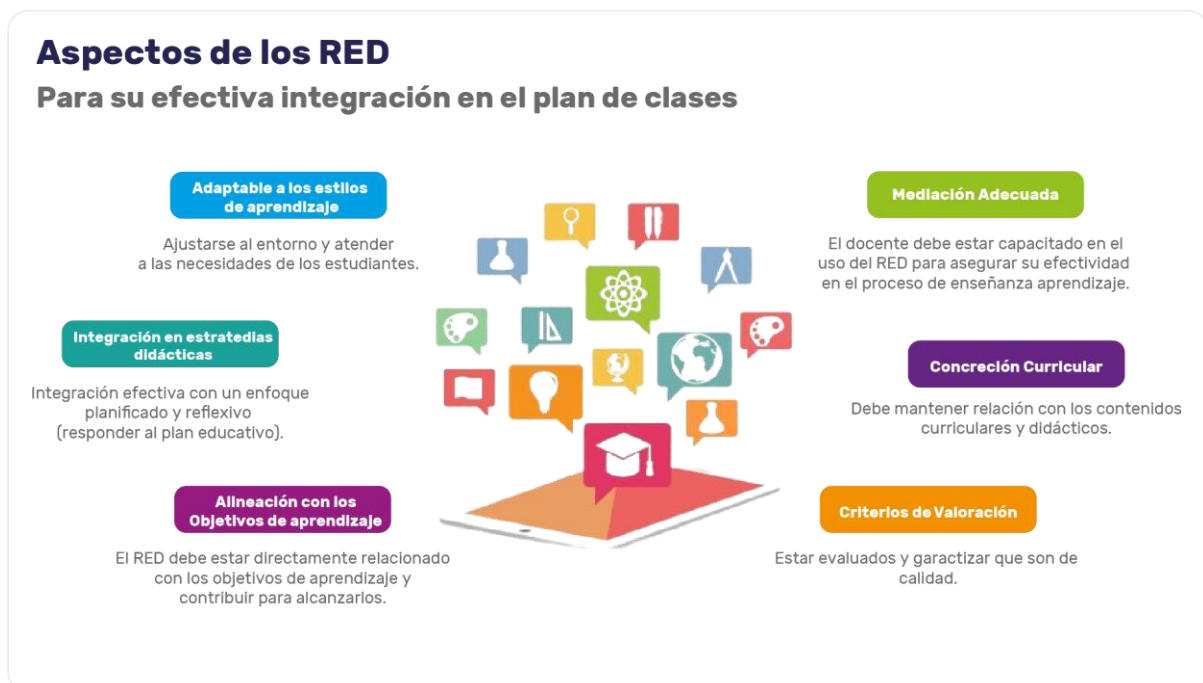 Aspectos de los RED
Para su efectiva integración en el plan de clases
Adaptable a los estilos
de aprendizaje
Ajustarse al entorno y atender
a las necesidades de los estudiantes.
Integración en estratedias
didácticas
Integración efectiva con un enfoque
planificado y reflexivo
(responder al plan educativo).
Alineación con los
Objetivos de aprendizaje
El RED debe estar directamente relacionado
con los objetivos de aprendizaje y
contribuir para alcanzarlos.
Mediación Adecuada
El docente debe estar capacitado en el
uso del RED para asegurar su efectividad
en el proceso de enseñanza aprendizaje.
Concreción Curricular
Debe mantener relación con los contenidos
curriculares y didácticos.
Criterios de Valoración
Estar evaluados y garactizar que son de
calidad.